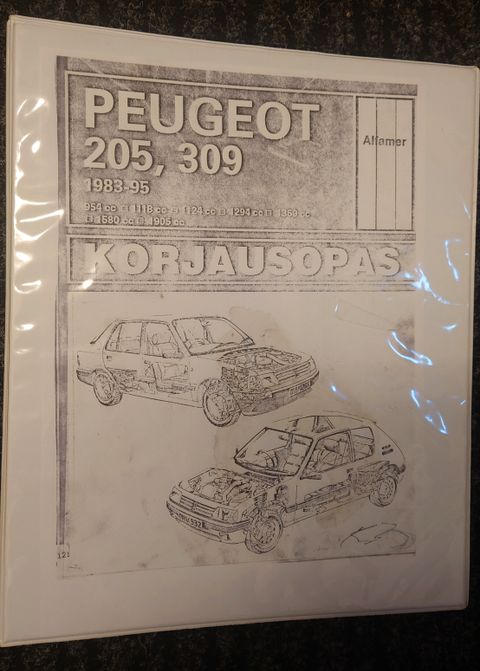 PEUGEOT
205, 309
1983-95
954 cc ⊟ 1118 cc ⊟ 1124 cc ⊟ 1294 cc ⊟ 1360 cc
⊟ 1580 cc ⊟ 1905 cc
Alfamer
KORJAUSOPAS
121